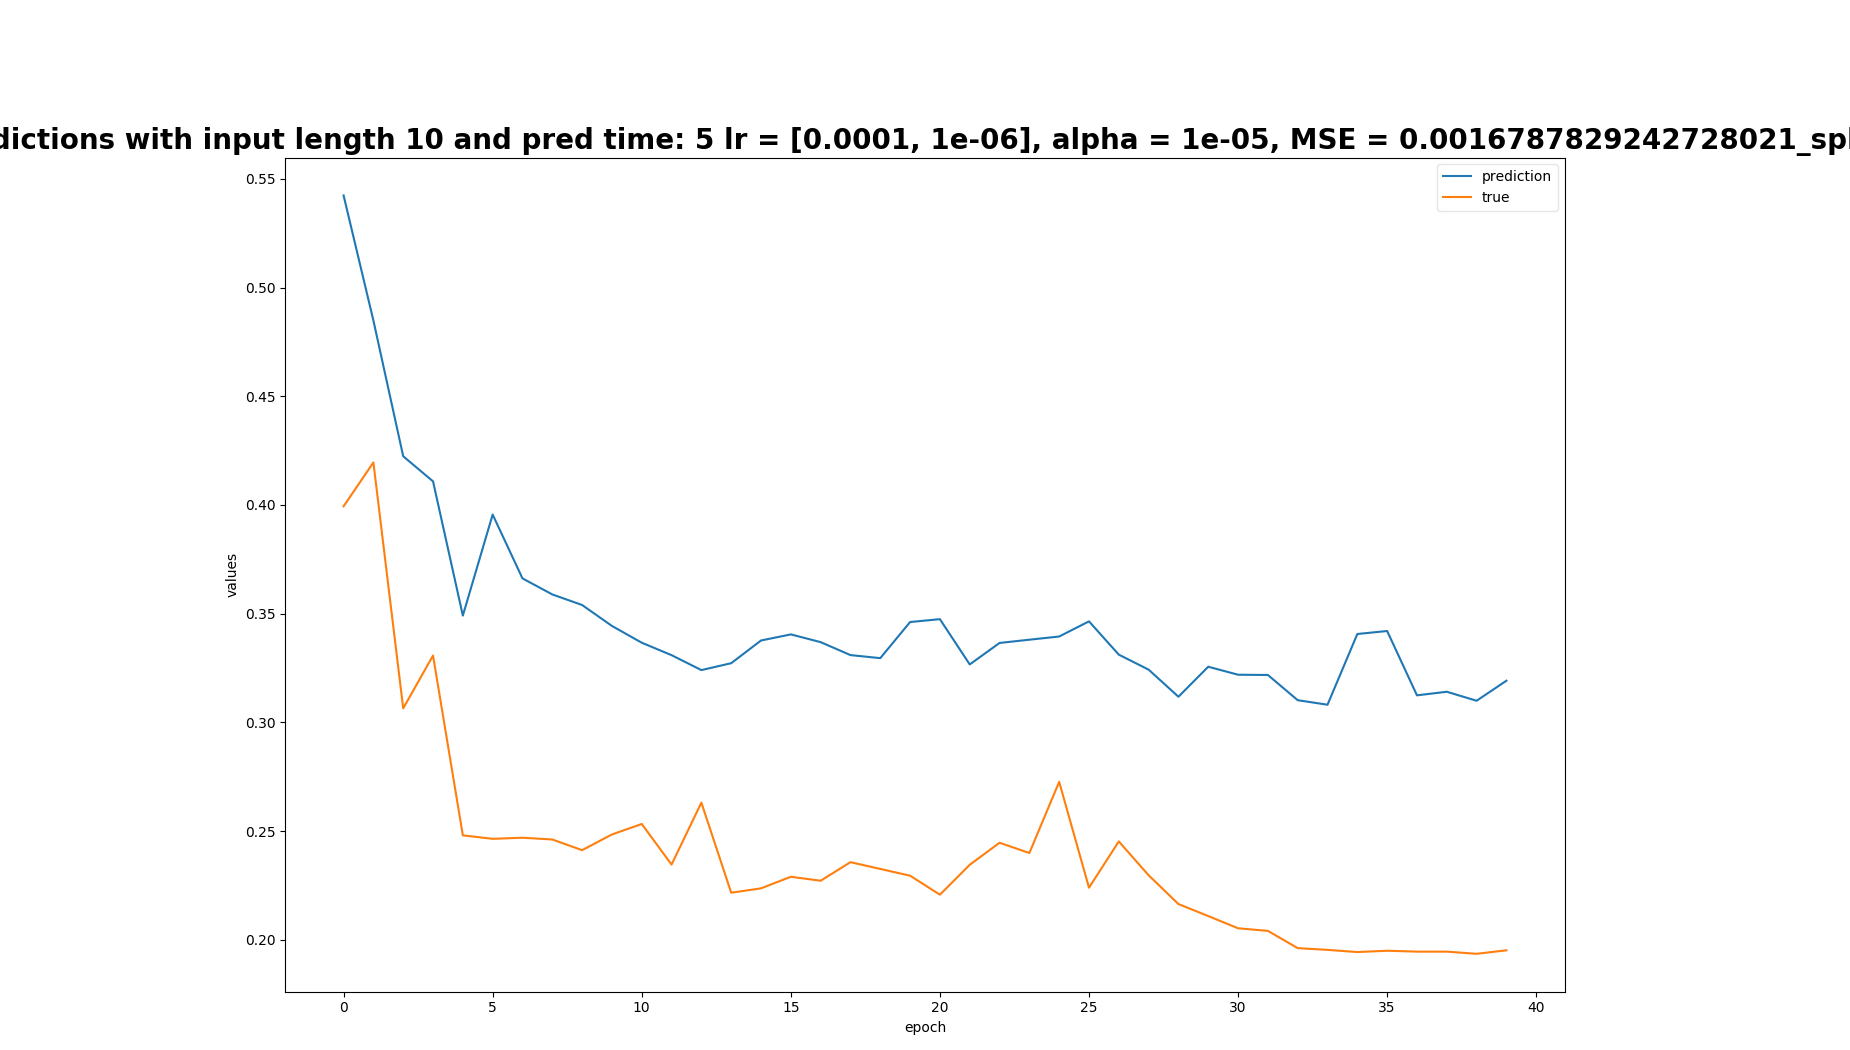 dictions with input length 10 and pred time: 5 lr = [0.0001, 1e-06], alpha = 1e-05, MSE = 0.0016787829242728021_spl
prediction
true
0.55
0.50
0.45
0.40
0.35
0.30
0.25
0.20
values
0 5 10 15 20 25 30 35 40
epoch